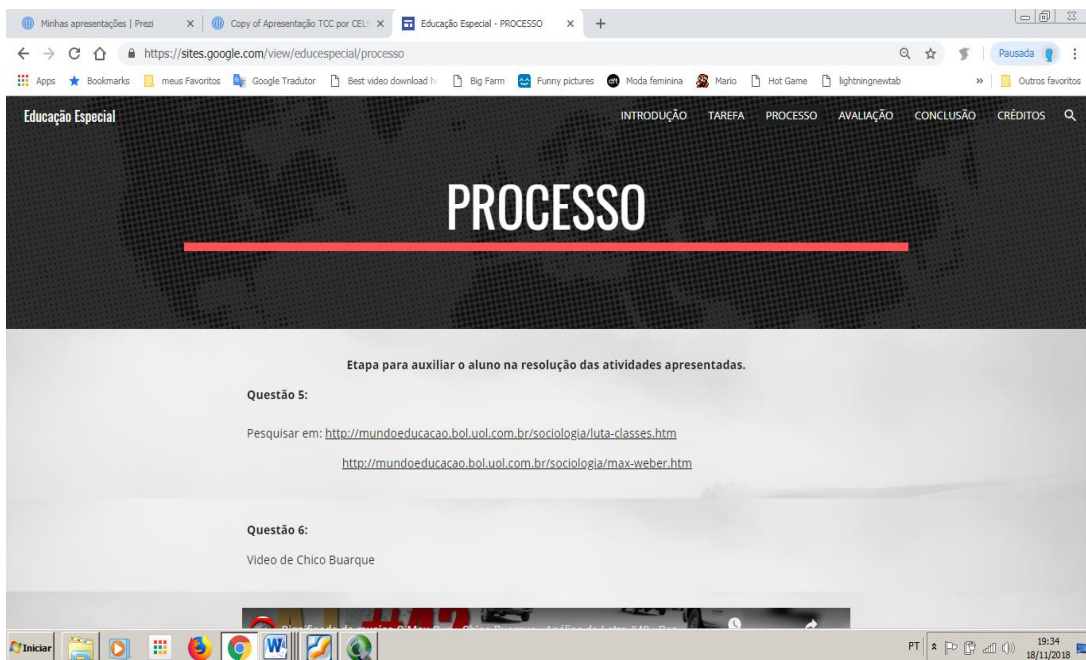 Minhas apresentações | Prezi
Copy of Apresentação TCC por CEL
Educação Especial - PROCESSO
https://sites.google.com/view/educespecial/processo
Pausada
Apps Bookmarks meus Favoritos Google Tradutor Best video download h Big Farm Funny pictures Moda feminina Mario Hot Game lightningnewtab » Outros favoritos
Educação Especial
INTRODUÇÃO TAREFA PROCESSO AVALIAÇÃO CONCLUSÃO CRÉDITOS
PROCESSO
Etapa para auxiliar o aluno na resolução das atividades apresentadas.
Questão 5:
Pesquisar em: http://mundoeducacao.bol.uol.com.br/sociologia/luta-classes.htm
http://mundoeducacao.bol.uol.com.br/sociologia/max-weber.htm
Questão 6:
Video de Chico Buarque
Iniciar
PT
19:34
18/11/2018